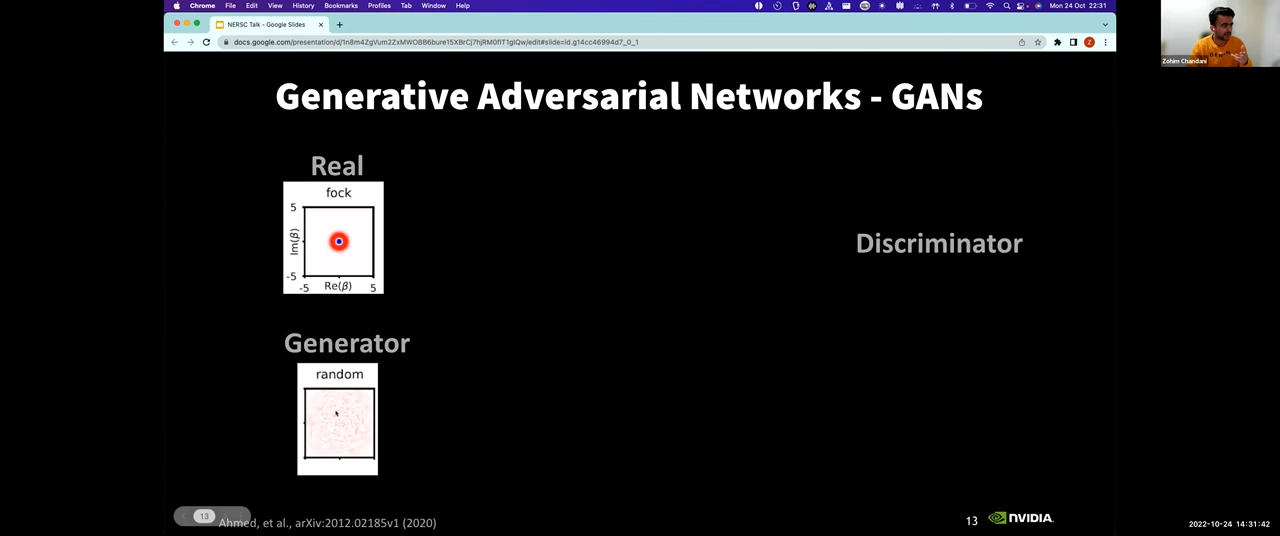 Chrome File Edit View History Bookmarks Profiles Tab Window Help
Mon 24 Oct 22:31
NERSC Talk - Google Slides
Generative Adversarial Networks - GANs
Real
fock
5
Im(β)
-5
-5 Re(β) 5
Discriminator
Generator
random
13
Ahmed, et al., arXiv:2012.02185v1 (2020)
13 NVIDIA.
Zohim Chandani
2022-10-24 14:31:42